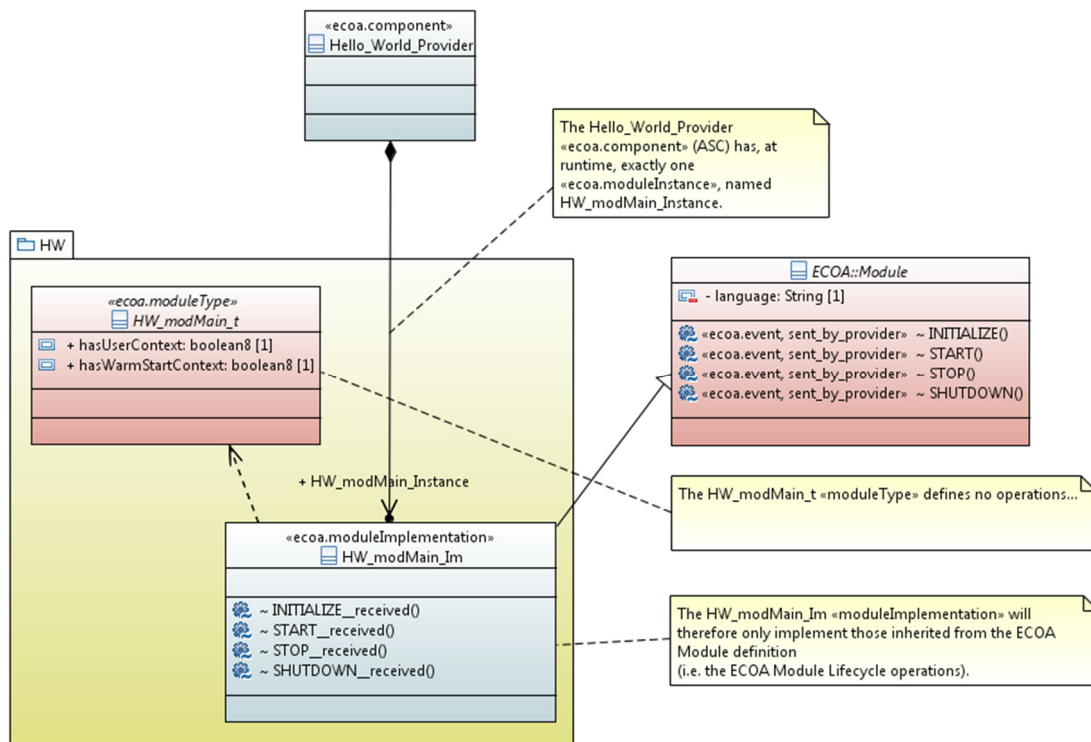 «ecoa.component»
Hello_World_Provider
The Hello_World_Provider
«ecoa.component» (ASC) has, at
runtime, exactly one
«ecoa.moduleInstance», named
HW_modMain_Instance.
HW
«ecoa.moduleType»
HW_modMain_t
+ hasUserContext: boolean8 [1]
+ hasWarmStartContext: boolean8 [1]
ECOA::Module
- language: String [1]
«ecoa.event, sent_by_provider» ~ INITIALIZE()
«ecoa.event, sent_by_provider» ~ START()
«ecoa.event, sent_by_provider» ~ STOP()
«ecoa.event, sent_by_provider» ~ SHUTDOWN()
+ HW_modMain_Instance
The HW_modMain_t «moduleType» defines no operations...
«ecoa.moduleImplementation»
HW_modMain_Im
~ INITIALIZE__received()
~ START__received()
~ STOP__received()
~ SHUTDOWN__received()
The HW_modMain_Im «moduleImplementation» will
therefore only implement those inherited from the ECOA
Module definition
(i.e. the ECOA Module Lifecycle operations).